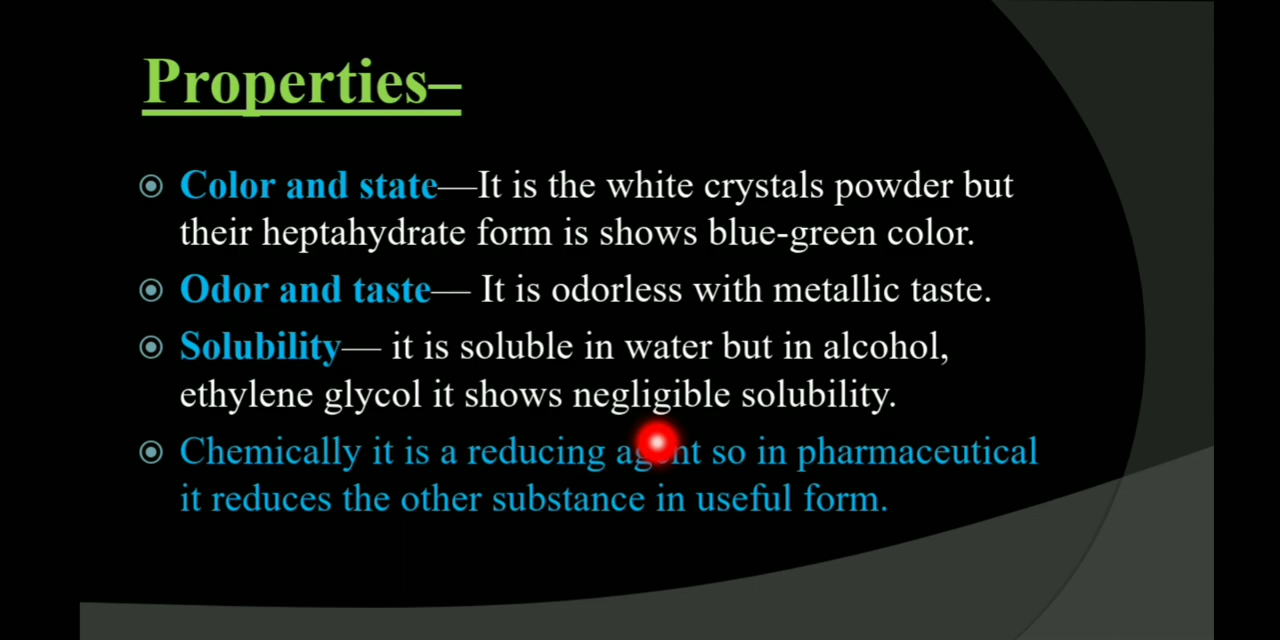 Properties–
Color and state—It is the white crystals powder but
their heptahydrate form is shows blue-green color.
Odor and taste— It is odorless with metallic taste.
Solubility— it is soluble in water but in alcohol,
ethylene glycol it shows negligible solubility.
Chemically it is a reducing agent so in pharmaceutical
it reduces the other substance in useful form.